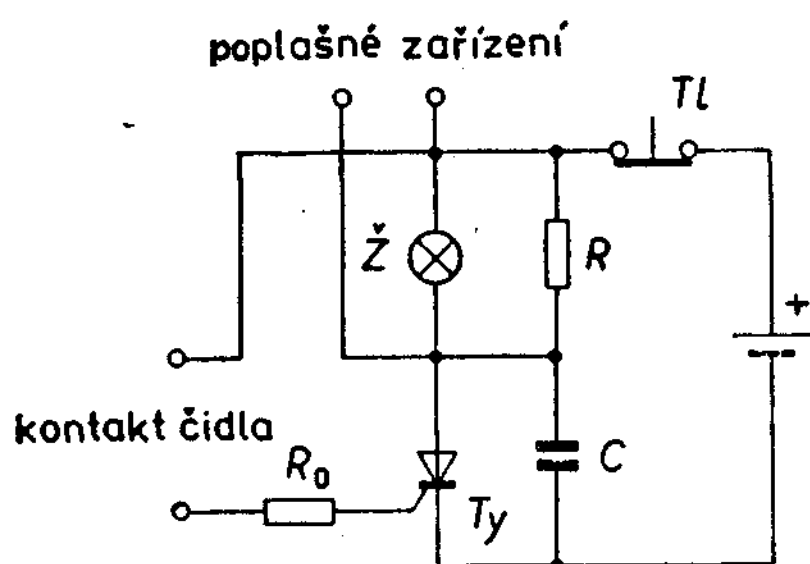 poplašné zařízení
Tl
Ž
R
+
kontakt čidla
R₀
Ty
C